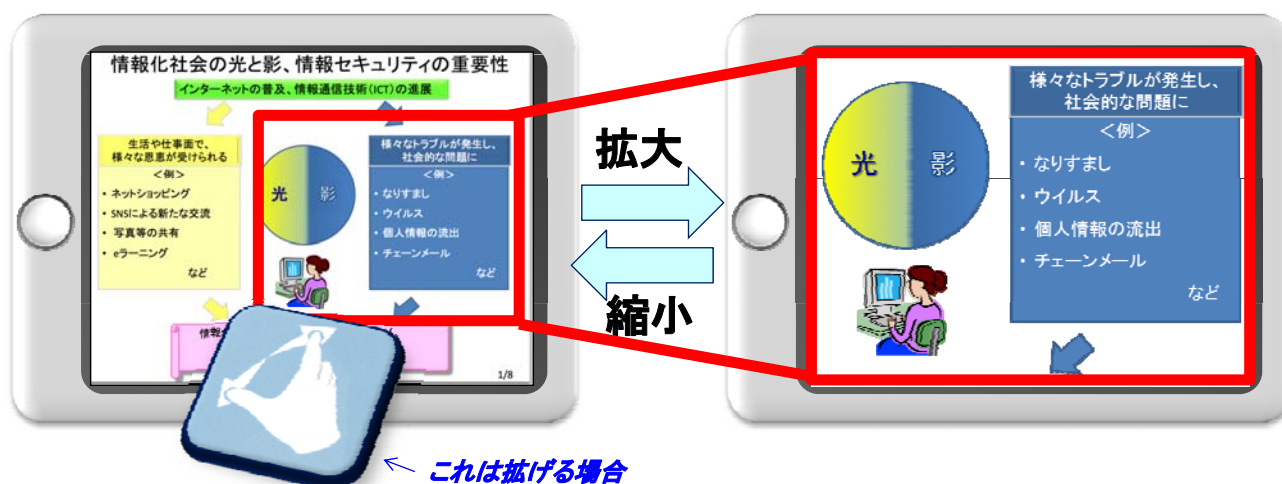 情報化社会の光と影、情報セキュリティの重要性
インターネットの普及、情報通信技術(ICT)の進展
生活や仕事面で、
様々な恩恵が受けられる
<例>
• ネットショッピング
• SNSによる新たな交流
• 写真等の共有
• eラーニング
など
光
影
様々なトラブルが発生し、
社会的な問題に
<例>
• なりすまし
• ウイルス
• 個人情報の流出
• チェーンメール
など
情報
1/8
拡大
縮小
光
影
様々なトラブルが発生し、
社会的な問題に
<例>
• なりすまし
• ウイルス
• 個人情報の流出
• チェーンメール
など
これは拡げる場合